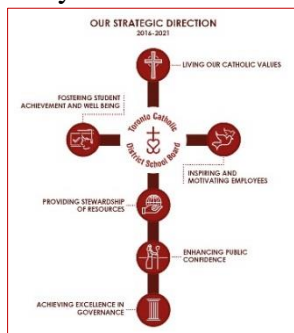 OUR STRATEGIC DIRECTION
2016-2021
LIVING OUR CATHOLIC VALUES
FOSTERING STUDENT
ACHIEVEMENT AND WELL BEING
Toronto Catholic
District School Board
INSPIRING AND
MOTIVATING EMPLOYEES
PROVIDING STEWARDSHIP
OF RESOURCES
ENHANCING PUBLIC
CONFIDENCE
ACHIEVING EXCELLENCE IN
GOVERNANCE